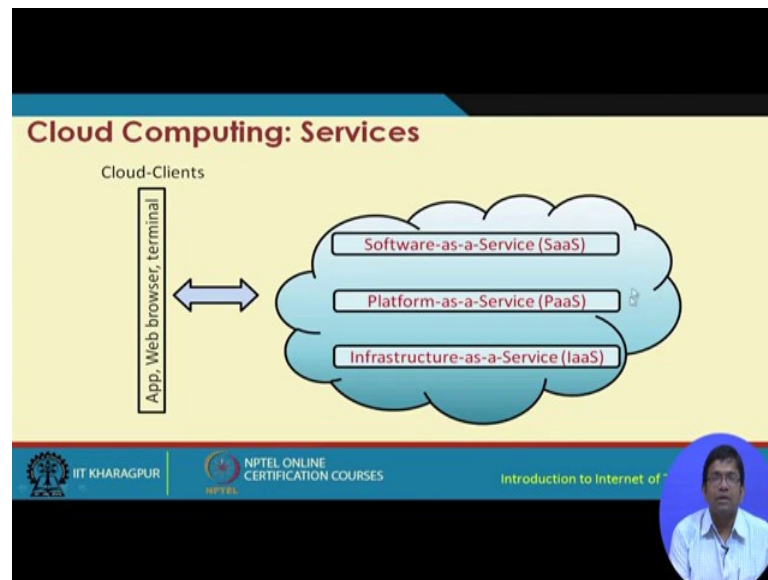 Cloud Computing: Services
Cloud-Clients
App, Web browser, terminal
Software-as-a-Service (SaaS)
Platform-as-a-Service (PaaS)
Infrastructure-as-a-Service (IaaS)
IIT KHARAGPUR
NPTEL
NPTEL ONLINE
CERTIFICATION COURSES
Introduction to Internet of